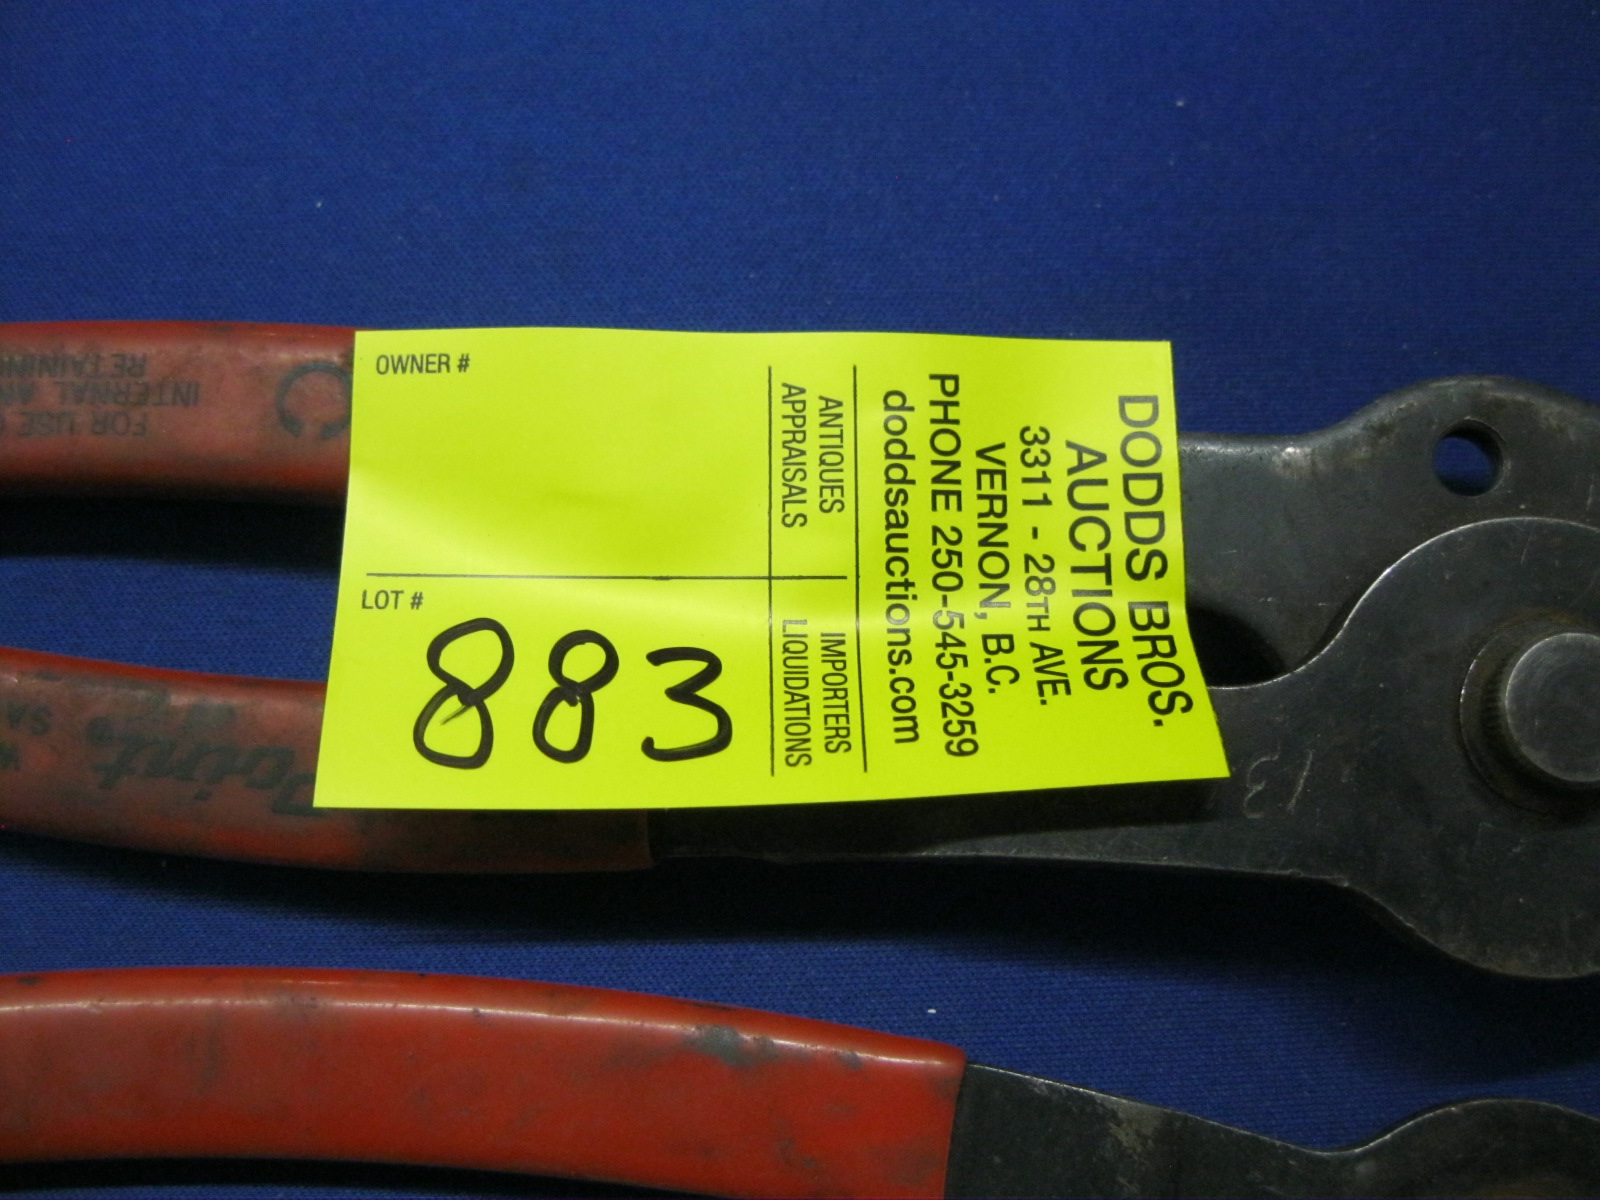 OWNER #
LOT #
883
ANTIQUES IMPORTERS
APPRAISALS LIQUIDATIONS
DODDS BROS.
AUCTIONS
3311 - 28TH AVE.
VERNON, B.C.
PHONE 250-545-3259
doddsauctions.com
FOR USE
INTERNAL
Point